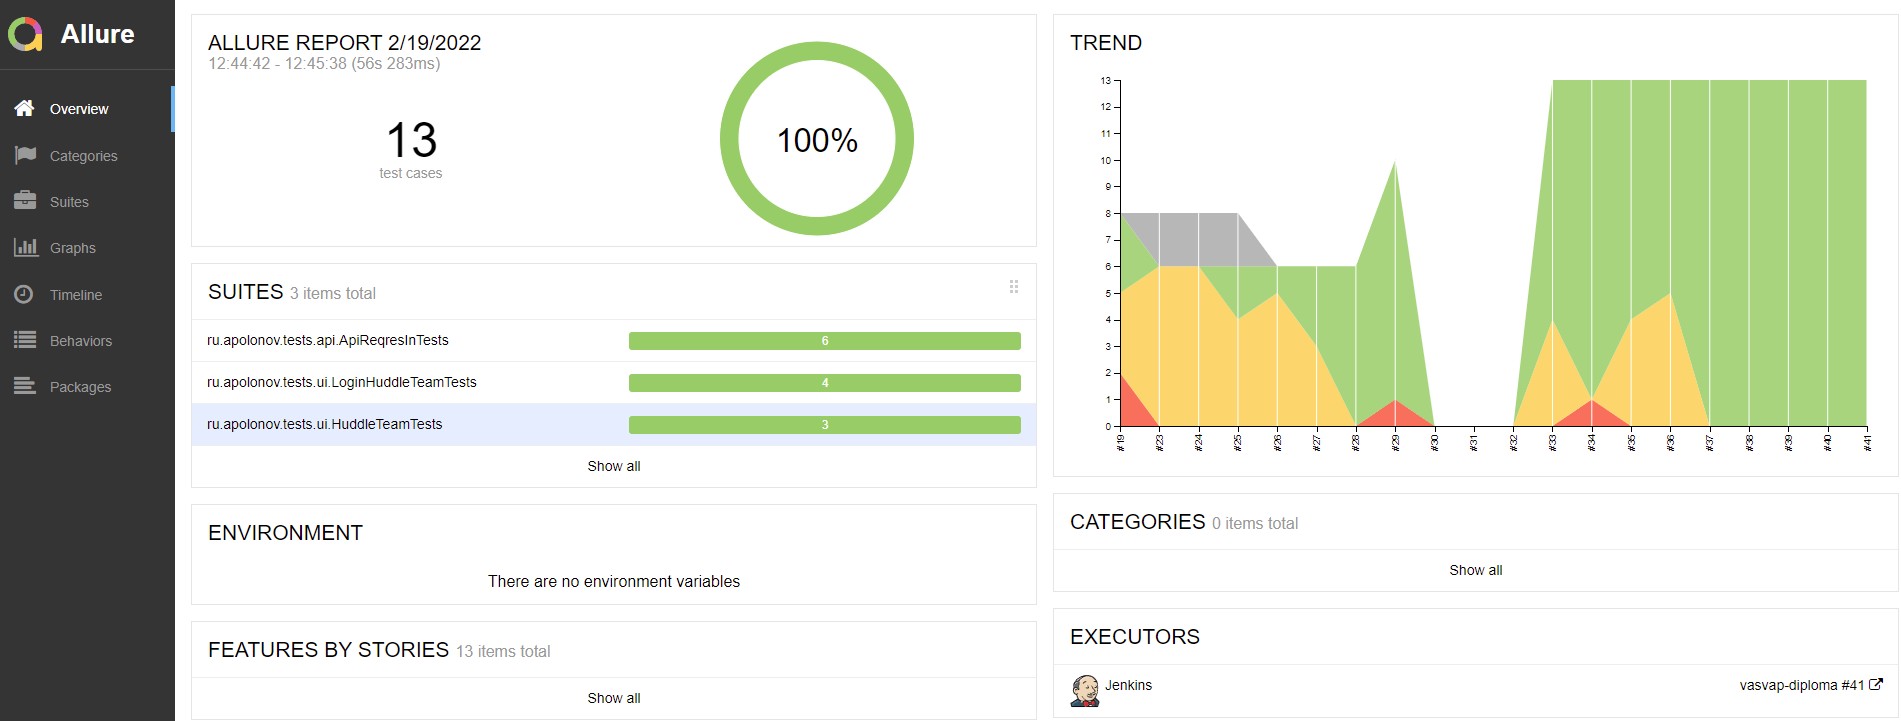 Allure
Overview
Categories
Suites
Graphs
Timeline
Behaviors
Packages
ALLURE REPORT 2/19/2022
12:44:42 - 12:45:38 (56s 283ms)
13
test cases
100%
SUITES 3 items total
ru.apolonov.tests.api.ApiReqresInTests 6
ru.apolonov.tests.ui.LoginHuddleTeamTests 4
ru.apolonov.tests.ui.HuddleTeamTests 3
Show all
ENVIRONMENT
There are no environment variables
FEATURES BY STORIES 13 items total
Show all
TREND
13
12
11
10
9
8
7
6
5
4
3
2
1
0
#19 #23 #24 #25 #26 #27 #28 #29 #30 #31 #32 #33 #34 #35 #36 #37 #38 #39 #40 #41
CATEGORIES 0 items total
Show all
EXECUTORS
Jenkins vasvap-diploma #41